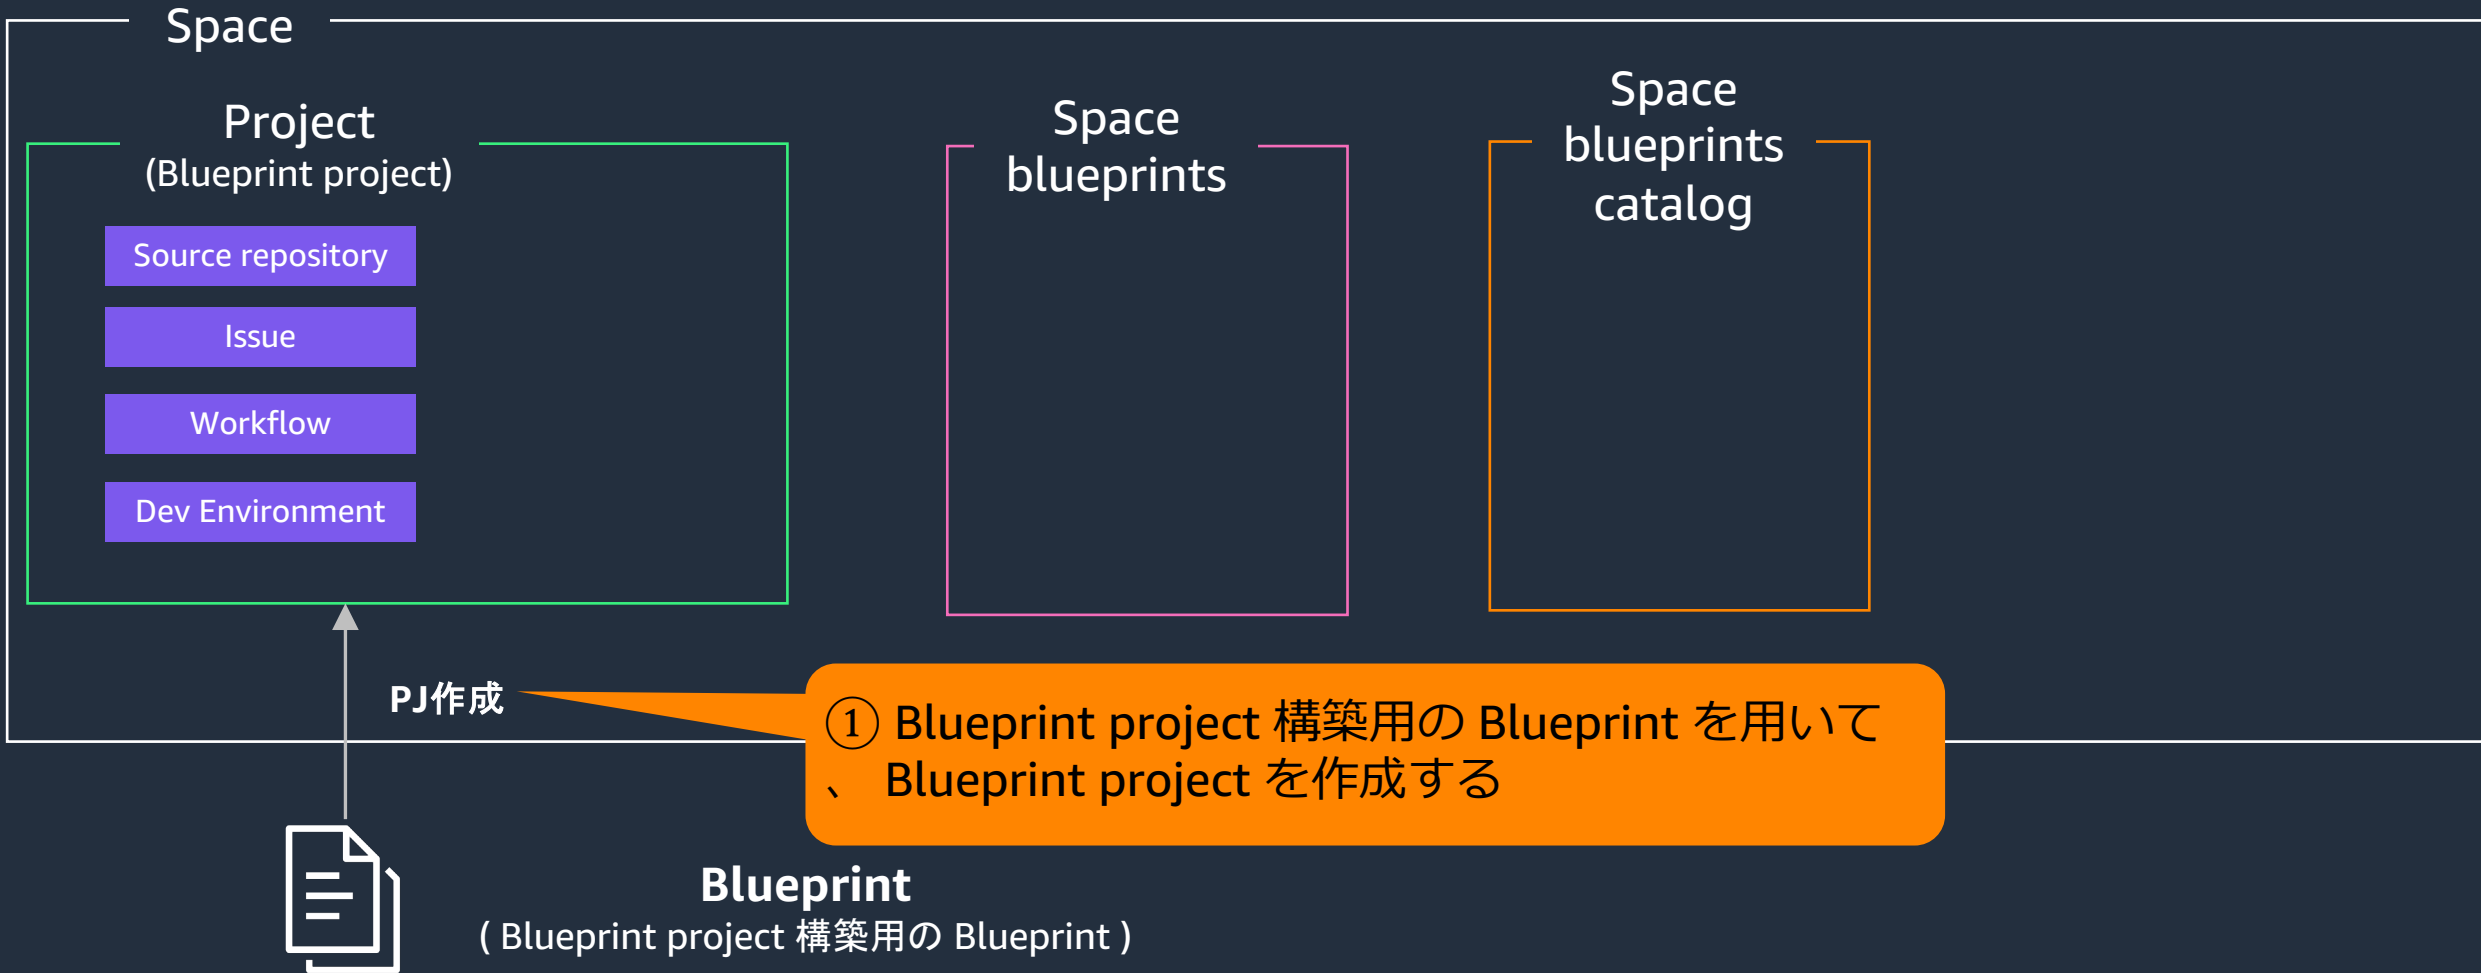 Space
Project
(Blueprint project)
Source repository
Issue
Workflow
Dev Environment
Space
blueprints
Space
blueprints
catalog
PJ作成
① Blueprint project 構築用の Blueprint を用いて
、 Blueprint project を作成する
Blueprint
( Blueprint project 構築用の Blueprint )